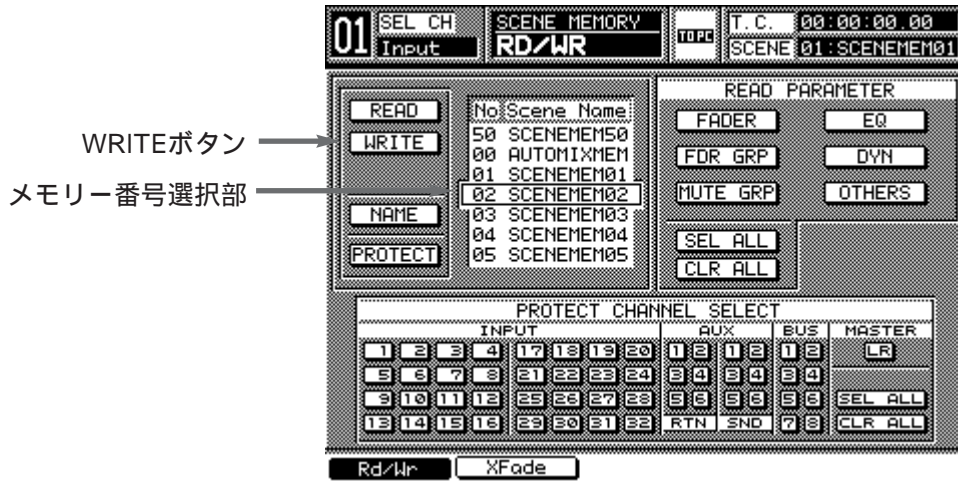 01 SEL CH Input
SCENE MEMORY
RD/WR
TO PC
T.C. 00:00:00.00
SCENE 01:SCENEMEM01
WRITEボタン
メモリー番号選択部
READ
WRITE
NAME
PROTECT
No Scene Name
50 SCENEMEM50
00 AUTOMIXMEM
01 SCENEMEM01
02 SCENEMEM02
03 SCENEMEM03
04 SCENEMEM04
05 SCENEMEM05
READ PARAMETER
FADER EQ
FDR GRP DYN
MUTE GRP OTHERS
SEL ALL
CLR ALL
PROTECT CHANNEL SELECT
INPUT AUX BUS MASTER
1 2 3 4 17 18 19 20 1 2 1 2 1 2 LR
5 6 7 8 21 22 23 24 3 4 3 4 3 4
9 10 11 12 25 26 27 28 5 6 5 6 5 6 SEL ALL
13 14 15 16 29 30 31 32 RTN SND 7 8 CLR ALL
Rd/Wr XFade